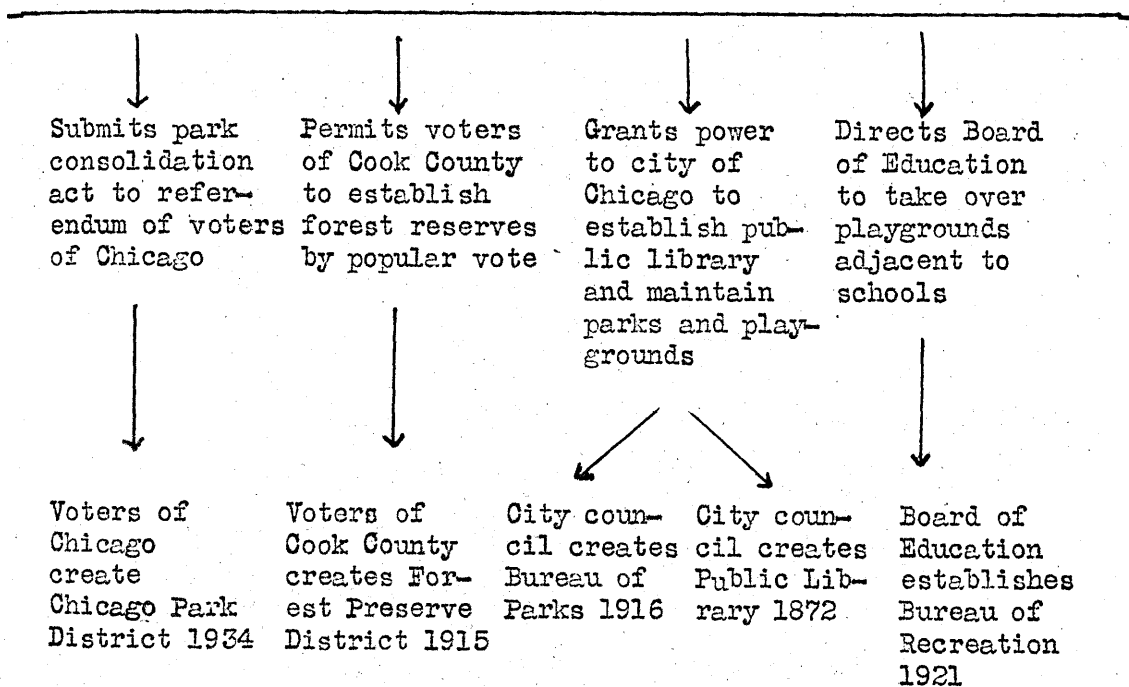 Submits park
consolidation
act to refer-
endum of voters
of Chicago
Permits voters
of Cook County
to establish
forest reserves
by popular vote
Grants power
to city of
Chicago to
establish pub-
lic library
and maintain
parks and play-
grounds
Directs Board
of Education
to take over
playgrounds
adjacent to
schools
Voters of
Chicago
create
Chicago Park
District 1934
Voters of
Cook County
creates For-
est Preserve
District 1915
City coun-
cil creates
Bureau of
Parks 1916
City coun-
cil creates
Public Lib-
rary 1872
Board of
Education
establishes
Bureau of
Recreation
1921